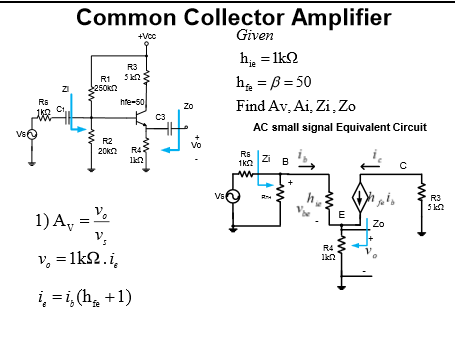 Common Collector Amplifier
+Vcc
R3
5 kΩ
R1
250kΩ
Zi
Rs
1kΩ
C1
hfe=50
C3
Zo
Vs
R2
20kΩ
R4
1kΩ
+
Vo
-
Given
h_ie = 1kΩ
h_fe = β = 50
Find Av, Ai, Zi, Zo
AC small signal Equivalent Circuit
Rs
1kΩ
Zi
B
i_b
i_c
C
Vs
+
h_ie
v_be
-
h_fe i_b
R3
5 kΩ
E
Zo
R4
1kΩ
+
v_o
-
1) A_v = v_o / v_s
v_o = 1kΩ.i_e
i_e = i_b(h_fe + 1)